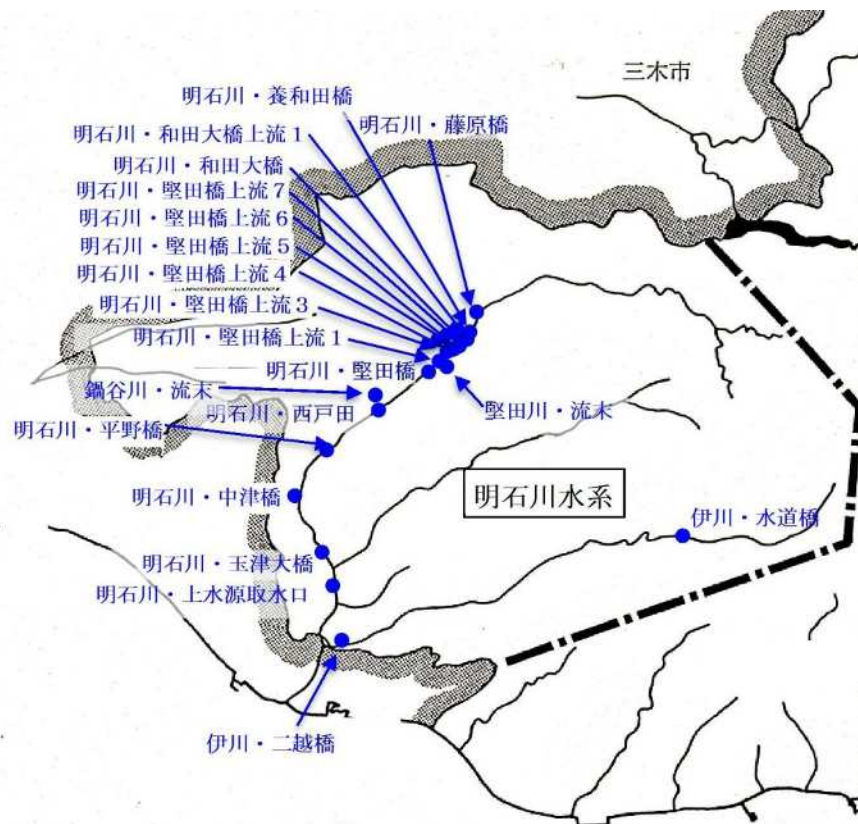 三木市
明石川・養和田橋
明石川・藤原橋
明石川・和田大橋上流1
明石川・和田大橋
明石川・堅田橋上流7
明石川・堅田橋上流6
明石川・堅田橋上流5
明石川・堅田橋上流4
明石川・堅田橋上流3
明石川・堅田橋上流1
明石川・堅田橋
鍋谷川・流末
明石川・西戸田
堅田川・流末
明石川・平野橋
明石川・中津橋
明石川水系
伊川・水道橋
明石川・玉津大橋
明石川・上水源取水口
伊川・二越橋